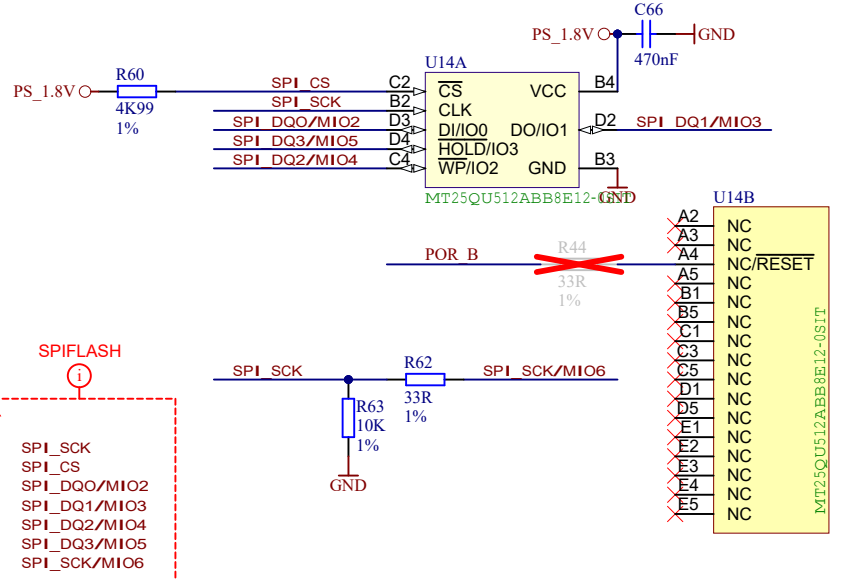 C66
PS_1.8V
GND
470nF
U14A
R60
PS_1.8V
4K99
1%
SPI_CS
C2
CS
VCC
B4
SPI_SCK
B2
CLK
SPI_DQ0/MIO2
D3
DI/IO0
DO/IO1
D2
SPI_DQ1/MIO3
SPI_DQ3/MIO5
D4
HOLD/IO3
SPI_DQ2/MIO4
C4
WP/IO2
GND
B3
MT25QU512ABB8E12-0SIT
GND
U14B
A2
NC
A3
NC
POR_B
R44
33R
1%
A4
NC/RESET
A5
NC
B1
NC
B5
NC
C1
NC
C3
NC
C5
NC
D1
NC
D5
NC
E1
NC
E2
NC
E3
NC
E4
NC
E5
NC
MT25QU512ABB8E12-0SIT
SPI_SCK
R62
33R
1%
SPI_SCK/MIO6
R63
10K
1%
GND
SPIFLASH
i
SPI_SCK
SPI_CS
SPI_DQ0/MIO2
SPI_DQ1/MIO3
SPI_DQ2/MIO4
SPI_DQ3/MIO5
SPI_SCK/MIO6